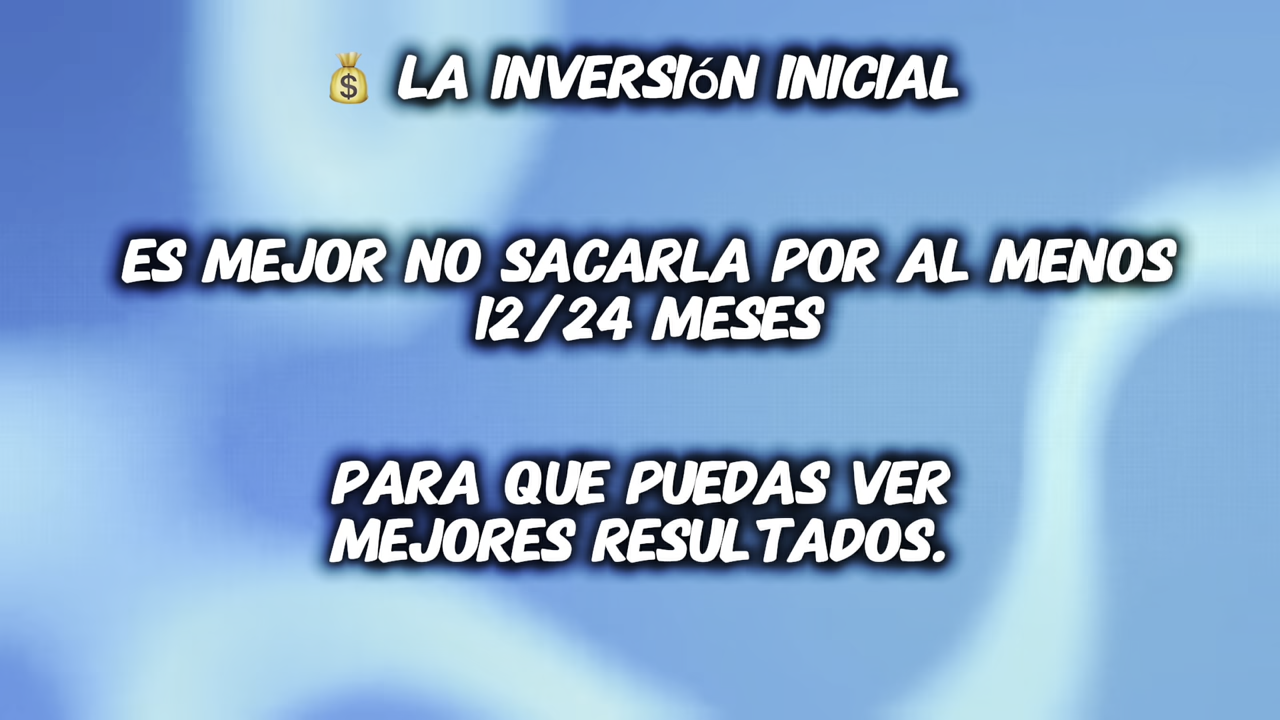 💰 LA INVERSIóN INICIAL
ES MEJOR NO SACARLA POR AL MENOS
12/24 MESES
PARA QUE PUEDAS VER
MEJORES RESULTADOS.